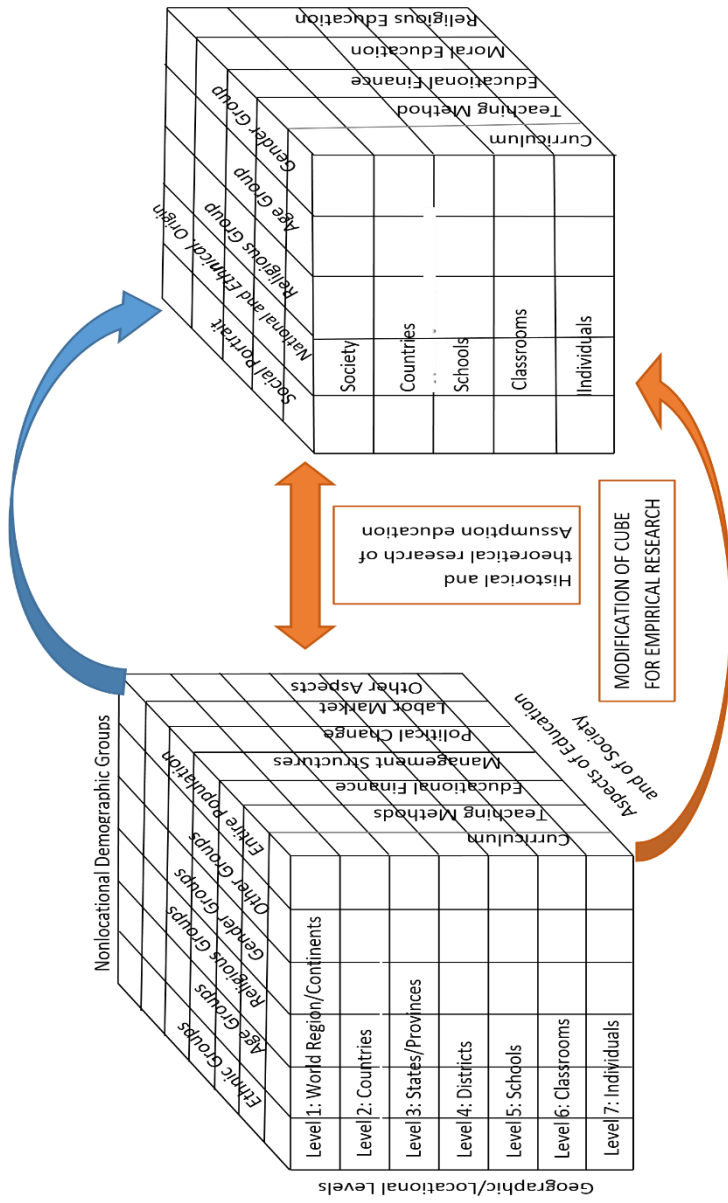 Nonlocational Demographic Groups
Ethnic Groups
Age Groups
Religious Groups
Gender Groups
Other Groups
Entire Population
Geographic/Locational Levels
Level 1: World Region/Continents
Level 2: Countries
Level 3: States/Provinces
Level 4: Districts
Level 5: Schools
Level 6: Classrooms
Level 7: Individuals
Curriculum
Teaching Methods
Educational Finance
Management Structures
Political Change
Labor Market
Other Aspects
Aspects of Education
and of Society
Historical and
theoretical research of
Assumption education
MODIFICATION OF CUBE
FOR EMPIRICAL RESEARCH
Social Portrait
National and Ethnical Origin
Religious Group
Age Group
Gender Group
Society
Countries
Schools
Classrooms
Individuals
Curriculum
Teaching Method
Educational Finance
Moral Education
Religious Education